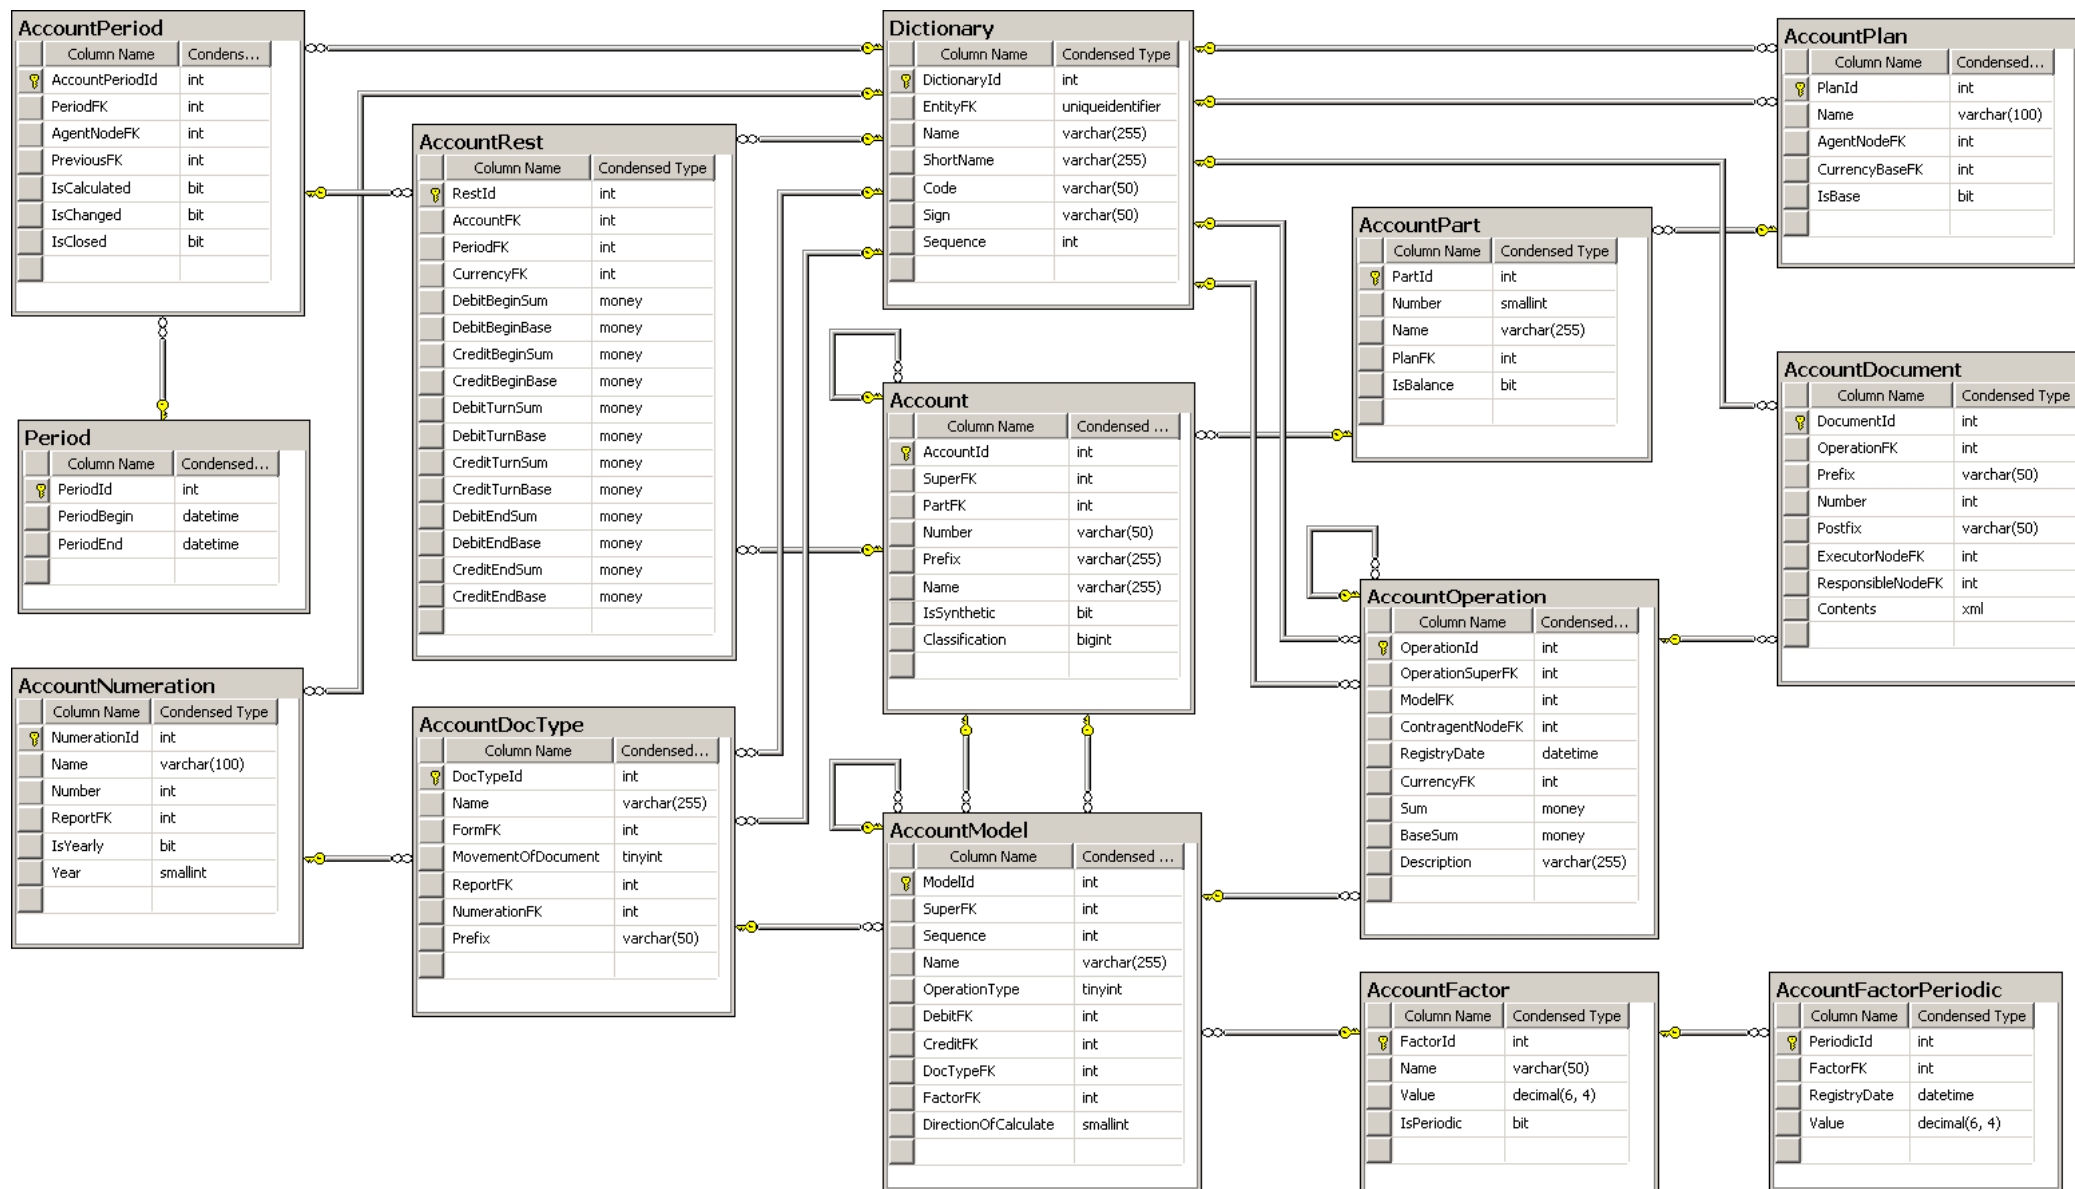 AccountPeriod
Column Name Condens...
AccountPeriodId int
PeriodFK int
AgentNodeFK int
PreviousFK int
IsCalculated bit
IsChanged bit
IsClosed bit
Period
Column Name Condensed...
PeriodId int
PeriodBegin datetime
PeriodEnd datetime
AccountNumeration
Column Name Condensed Type
NumerationId int
Name varchar(100)
Number int
ReportFK int
IsYearly bit
Year smallint
AccountRest
Column Name Condensed Type
RestId int
AccountFK int
PeriodFK int
CurrencyFK int
DebitBeginSum money
DebitBeginBase money
CreditBeginSum money
CreditBeginBase money
DebitTurnSum money
DebitTurnBase money
CreditTurnSum money
CreditTurnBase money
DebitEndSum money
DebitEndBase money
CreditEndSum money
CreditEndBase money
AccountDocType
Column Name Condensed...
DocTypeId int
Name varchar(255)
FormFK int
MovementOfDocument tinyint
ReportFK int
NumerationFK int
Prefix varchar(50)
Dictionary
Column Name Condensed Type
DictionaryId int
EntityFK uniqueidentifier
Name varchar(255)
ShortName varchar(255)
Code varchar(50)
Sign varchar(50)
Sequence int
Account
Column Name Condensed ...
AccountId int
SuperFK int
PartFK int
Number varchar(50)
Prefix varchar(255)
Name varchar(255)
IsSynthetic bit
Classification bigint
AccountModel
Column Name Condensed ...
ModelId int
SuperFK int
Sequence int
Name varchar(255)
OperationType tinyint
DebitFK int
CreditFK int
DocTypeFK int
FactorFK int
DirectionOfCalculate smallint
AccountPart
Column Name Condensed Type
PartId int
Number smallint
Name varchar(255)
PlanFK int
IsBalance bit
AccountOperation
Column Name Condensed...
OperationId int
OperationSuperFK int
ModelFK int
ContragentNodeFK int
RegistryDate datetime
CurrencyFK int
Sum money
BaseSum money
Description varchar(255)
AccountFactor
Column Name Condensed Type
FactorId int
Name varchar(50)
Value decimal(6, 4)
IsPeriodic bit
AccountPlan
Column Name Condensed...
PlanId int
Name varchar(100)
AgentNodeFK int
CurrencyBaseFK int
IsBase bit
AccountDocument
Column Name Condensed Type
DocumentId int
OperationFK int
Prefix varchar(50)
Number int
Postfix varchar(50)
ExecutorNodeFK int
ResponsibleNodeFK int
Contents xml
AccountFactorPeriodic
Column Name Condensed Type
PeriodicId int
FactorFK int
RegistryDate datetime
Value decimal(6, 4)